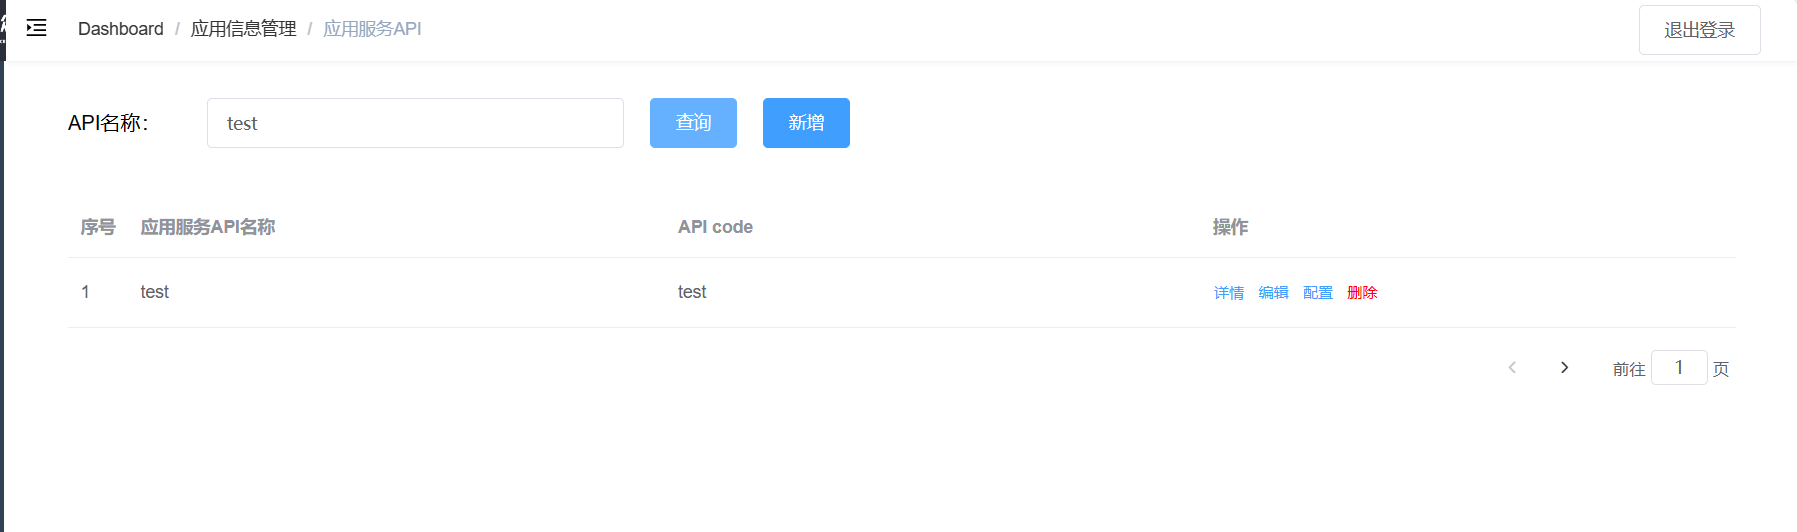 Dashboard / 应用信息管理 / 应用服务API
退出登录
API名称: test 查询 新增
序号 应用服务API名称 API code 操作
1 test test 详情 编辑 配置 删除
前往 1 页